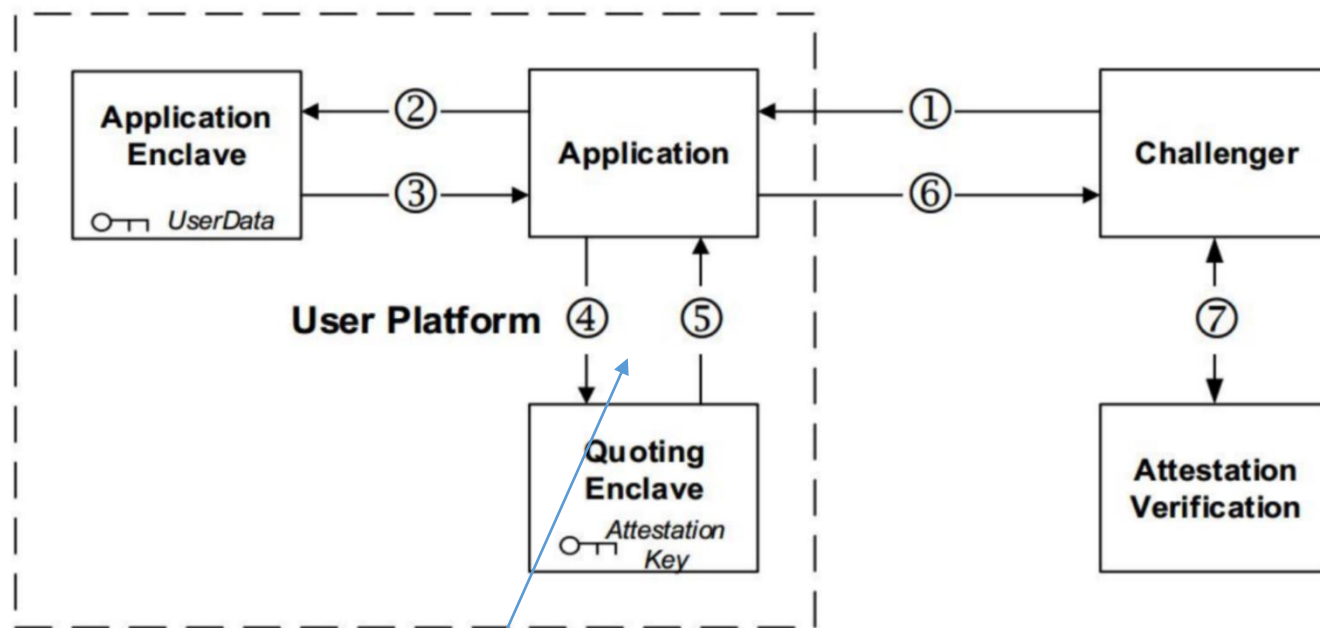 Application
Enclave
UserData
②
③
Application
①
⑥
Challenger
User Platform
④
⑤
⑦
Quoting
Enclave
Attestation
Key
Attestation
Verification